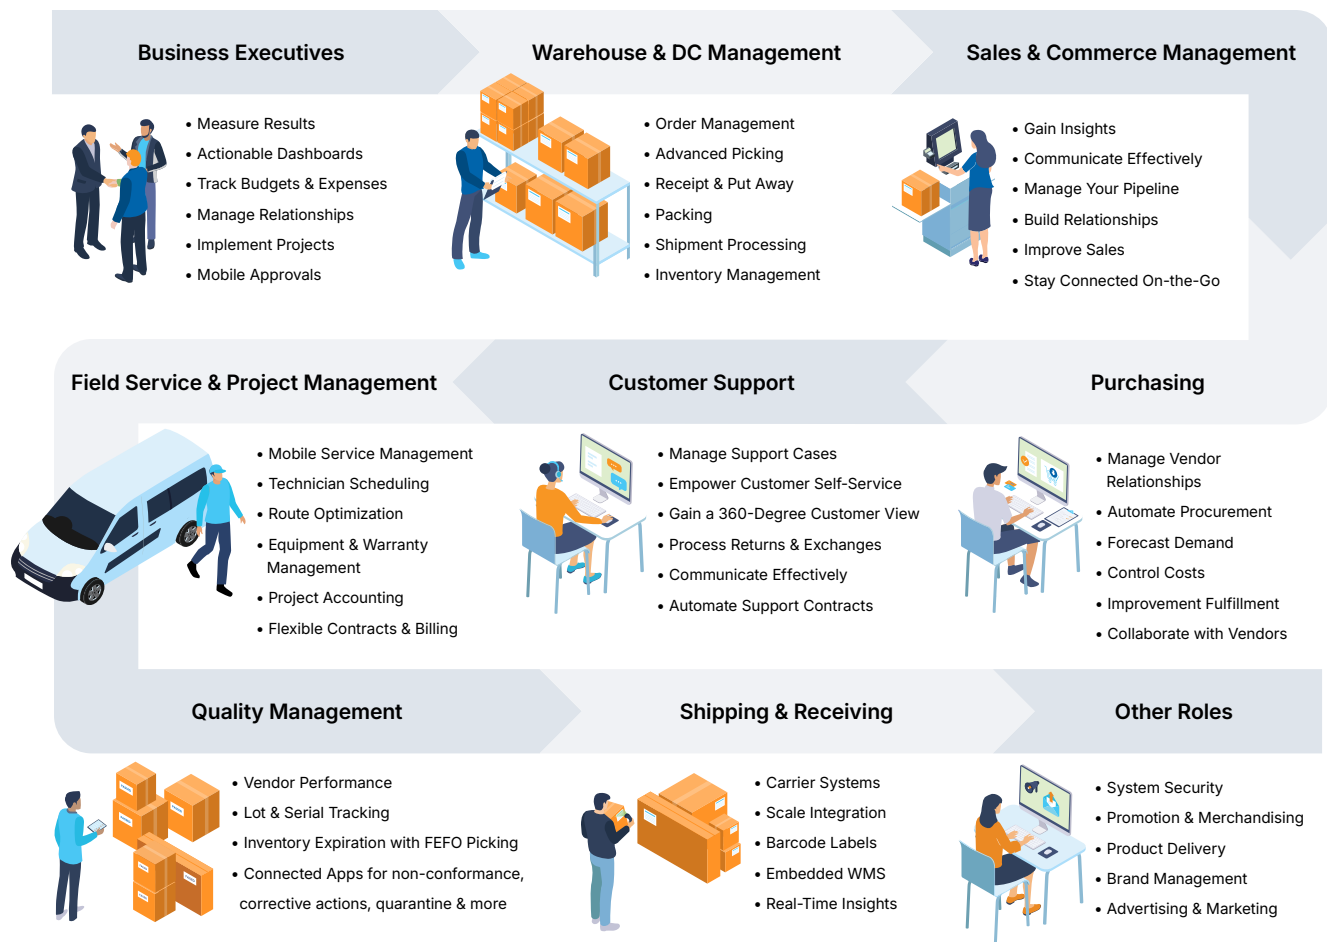 Business Executives
• Measure Results
• Actionable Dashboards
• Track Budgets & Expenses
• Manage Relationships
• Implement Projects
• Mobile Approvals
Warehouse & DC Management
• Order Management
• Advanced Picking
• Receipt & Put Away
• Packing
• Shipment Processing
• Inventory Management
Sales & Commerce Management
• Gain Insights
• Communicate Effectively
• Manage Your Pipeline
• Build Relationships
• Improve Sales
• Stay Connected On-the-Go
Field Service & Project Management
• Mobile Service Management
• Technician Scheduling
• Route Optimization
• Equipment & Warranty
Management
• Project Accounting
• Flexible Contracts & Billing
Customer Support
• Manage Support Cases
• Empower Customer Self-Service
• Gain a 360-Degree Customer View
• Process Returns & Exchanges
• Communicate Effectively
• Automate Support Contracts
Purchasing
• Manage Vendor
Relationships
• Automate Procurement
• Forecast Demand
• Control Costs
• Improvement Fulfillment
• Collaborate with Vendors
Quality Management
• Vendor Performance
• Lot & Serial Tracking
• Inventory Expiration with FEFO Picking
• Connected Apps for non-conformance,
corrective actions, quarantine & more
Shipping & Receiving
• Carrier Systems
• Scale Integration
• Barcode Labels
• Embedded WMS
• Real-Time Insights
Other Roles
• System Security
• Promotion & Merchandising
• Product Delivery
• Brand Management
• Advertising & Marketing